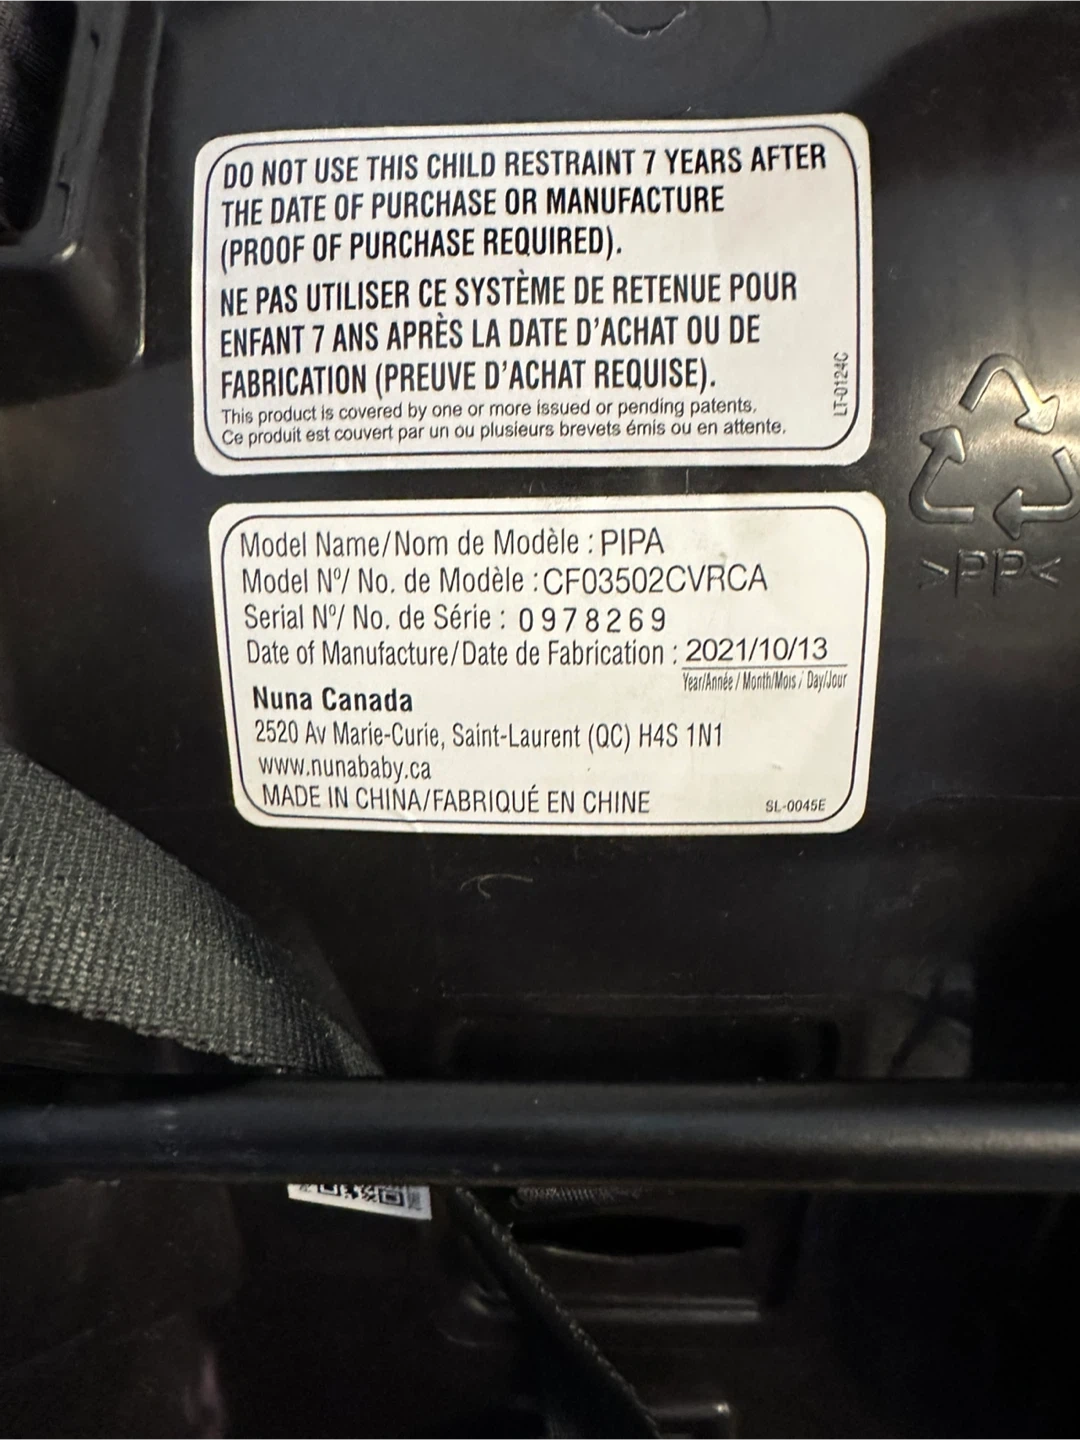 DO NOT USE THIS CHILD RESTRAINT 7 YEARS AFTER
THE DATE OF PURCHASE OR MANUFACTURE
(PROOF OF PURCHASE REQUIRED).
NE PAS UTILISER CE SYSTÈME DE RETENUE POUR
ENFANT 7 ANS APRÈS LA DATE D'ACHAT OU DE
FABRICATION (PREUVE D'ACHAT REQUISE).
This product is covered by one or more issued or pending patents.
Ce produit est couvert par un ou plusieurs brevets émis ou en attente.
LT-0124C
>PP<
Model Name/Nom de Modèle : PIPA
Model Nº/ No. de Modèle : CF03502CVRCA
Serial Nº/ No. de Série : 0978269
Date of Manufacture/Date de Fabrication : 2021/10/13
Year/Année / Month/Mois / Day/Jour
Nuna Canada
2520 Av Marie-Curie, Saint-Laurent (QC) H4S 1N1
www.nunababy.ca
MADE IN CHINA/FABRIQUÉ EN CHINE
SL-0045E